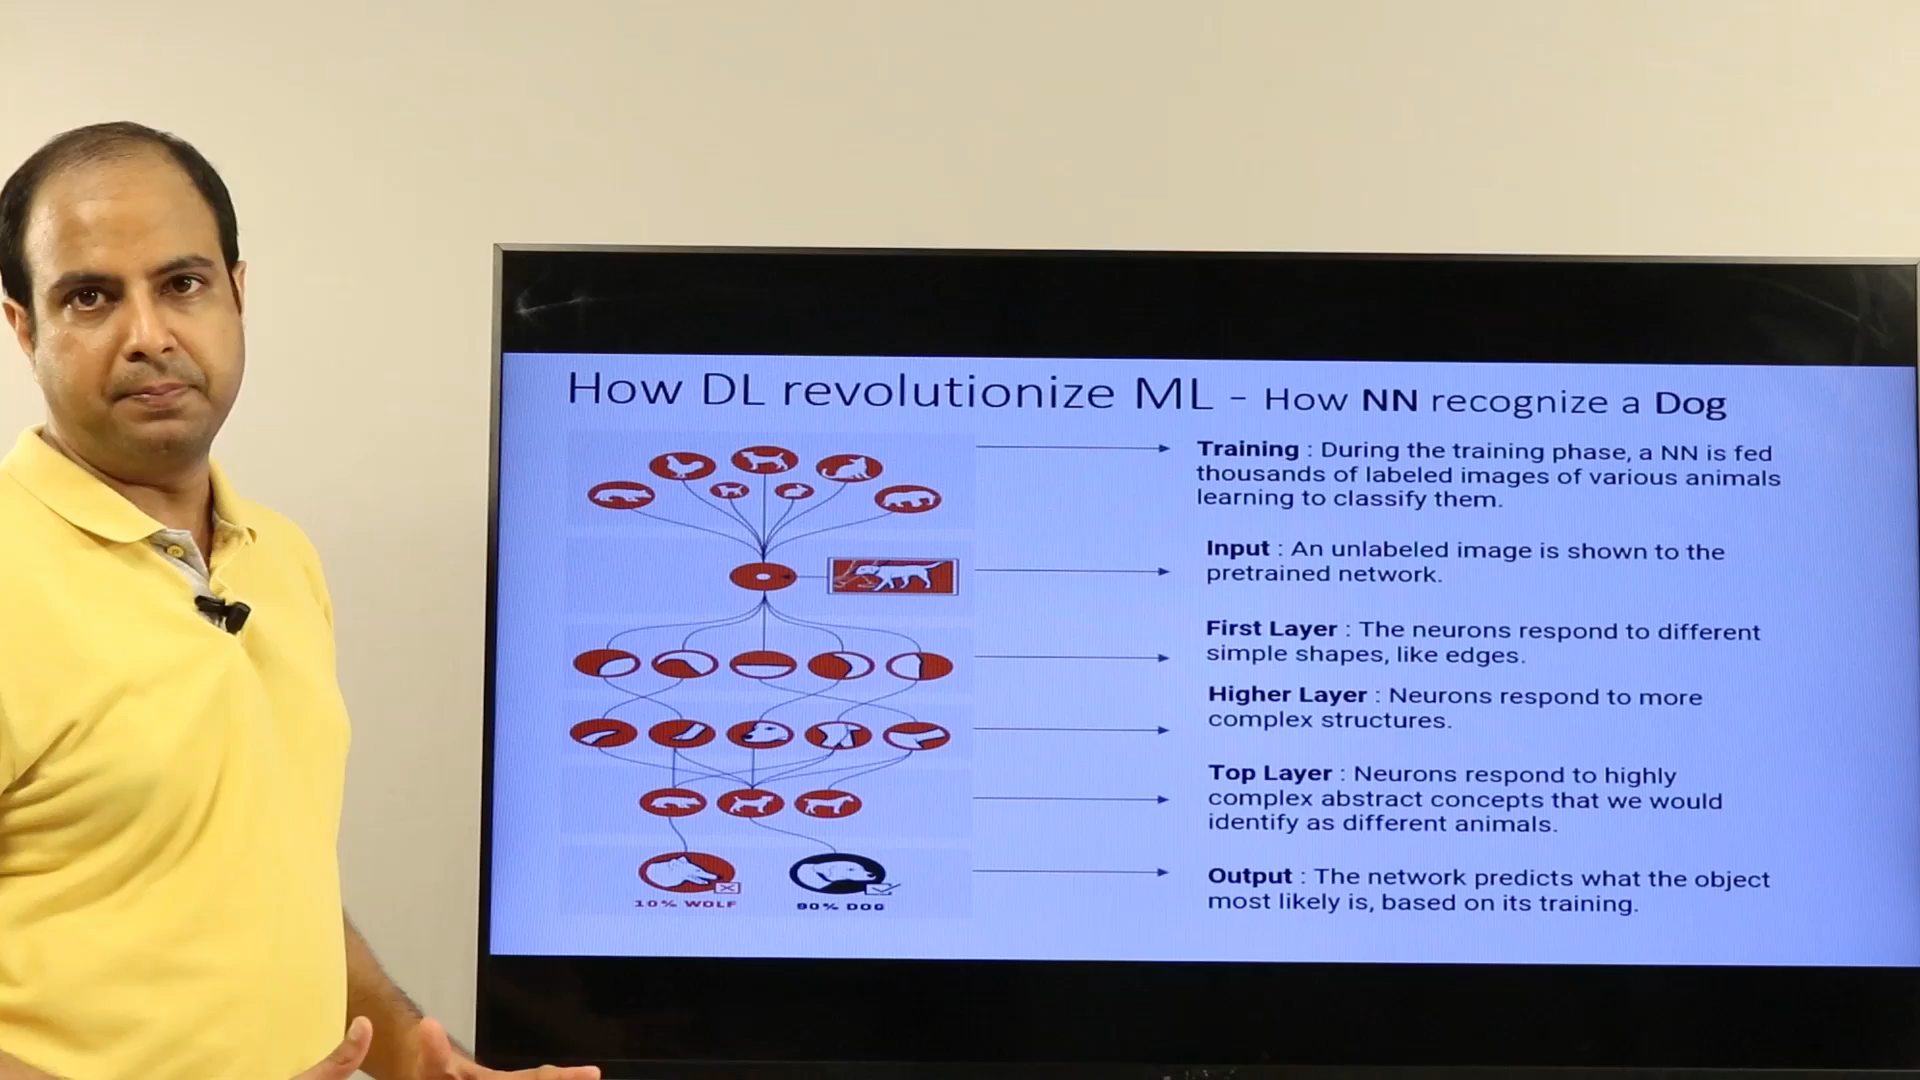 How DL revolutionize ML - How NN recognize a Dog
Training : During the training phase, a NN is fed
thousands of labeled images of various animals
learning to classify them.
Input : An unlabeled image is shown to the
pretrained network.
First Layer : The neurons respond to different
simple shapes, like edges.
Higher Layer : Neurons respond to more
complex structures.
Top Layer : Neurons respond to highly
complex abstract concepts that we would
identify as different animals.
Output : The network predicts what the object
most likely is, based on its training.
10% WOLF
90% DOG